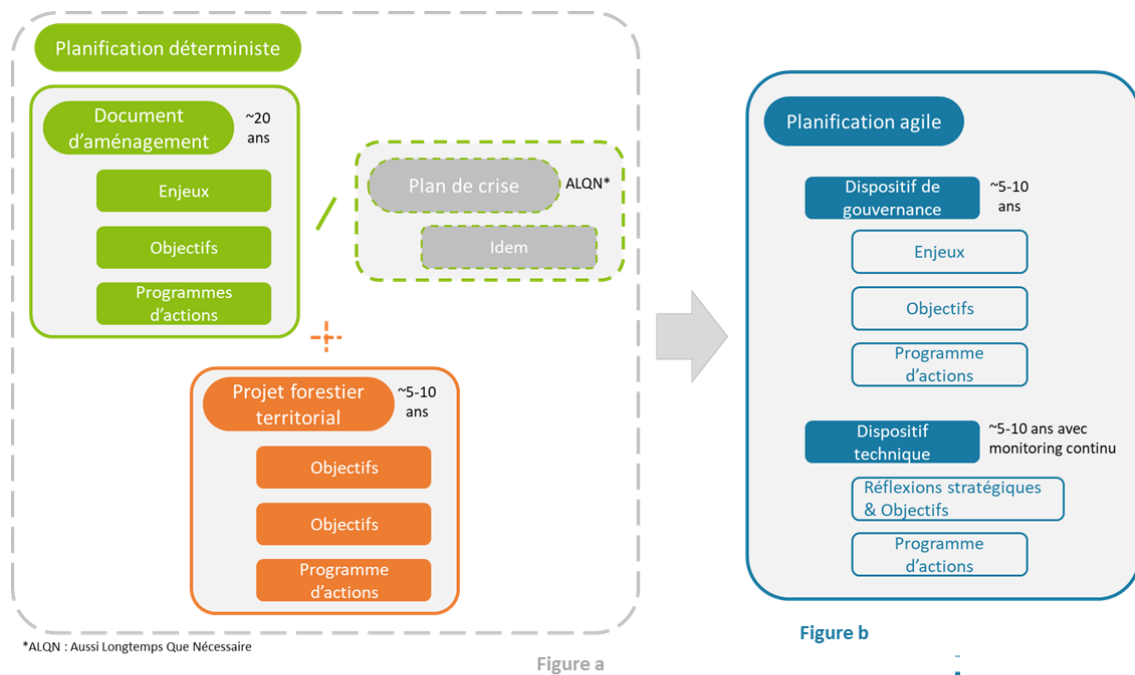 Planification déterministe
Document
d'aménagement
~20
ans
Enjeux
Objectifs
Programmes
d'actions
Plan de crise
ALQN*
Idem
Projet forestier
territorial
~5-10
ans
Objectifs
Objectifs
Programme
d'actions
*ALQN : Aussi Longtemps Que Nécessaire
Figure a
Planification agile
Dispositif de
gouvernance
~5-10
ans
Enjeux
Objectifs
Programme
d'actions
Dispositif
technique
~5-10 ans avec
monitoring continu
Réflexions stratégiques
& Objectifs
Programme
d'actions
Figure b